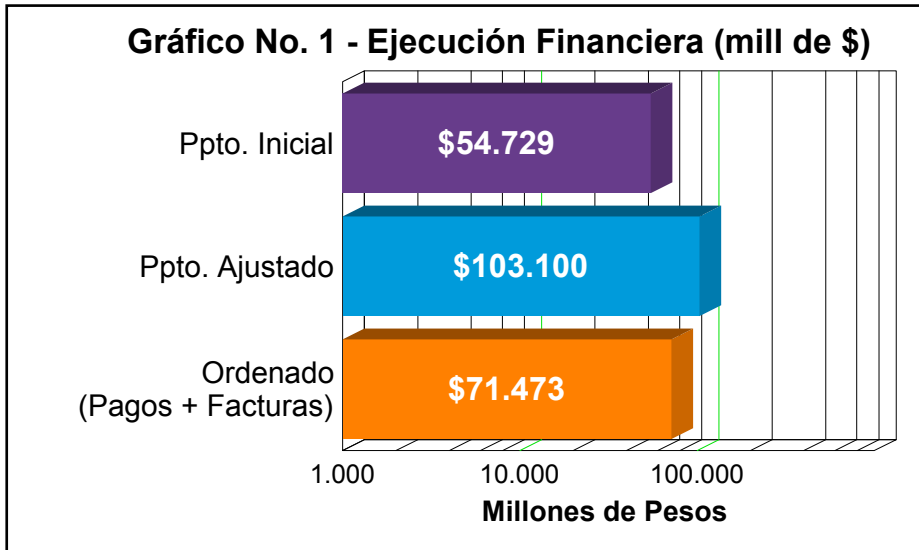 Gráfico No. 1 - Ejecución Financiera (mill de $)
Ppto. Inicial
$54.729
Ppto. Ajustado
$103.100
Ordenado
(Pagos + Facturas)
$71.473
1.000
10.000
100.000
Millones de Pesos